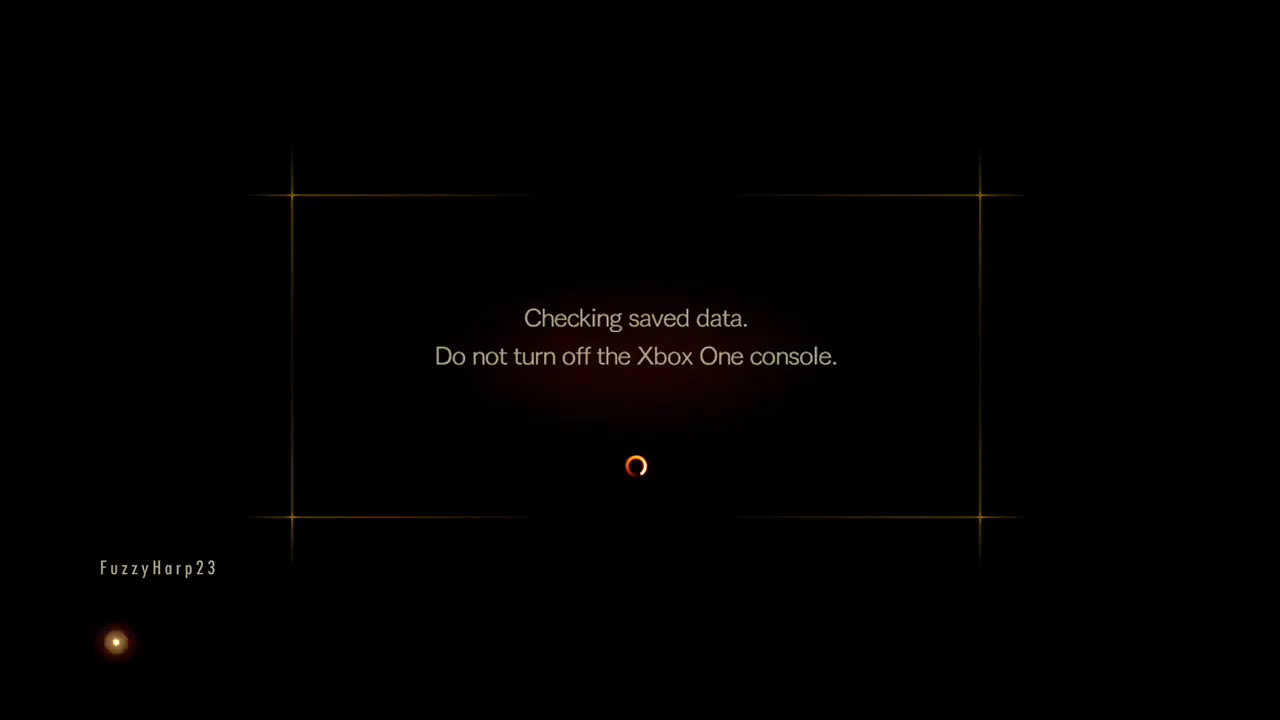 Checking saved data.
Do not turn off the Xbox One console.
FuzzyHarp23